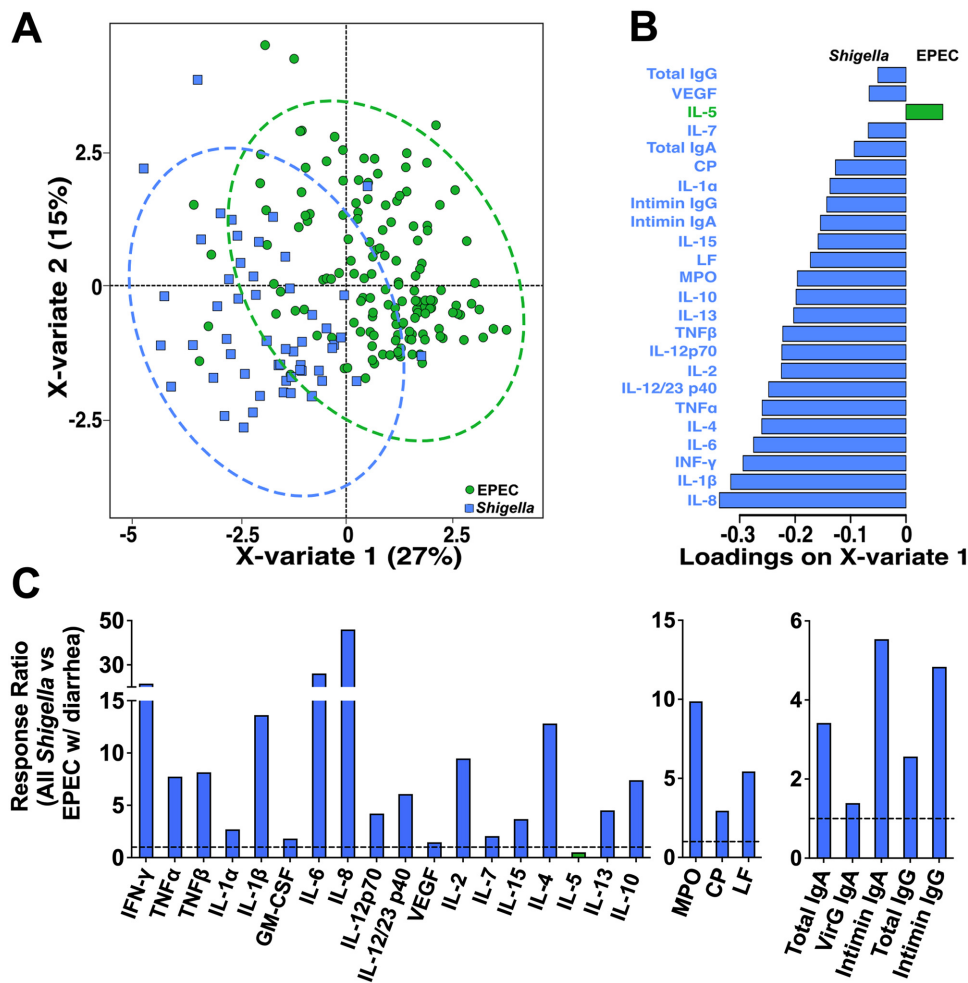 A
X-variate 2 (15%)
2.5
0
-2.5
-5
-2.5
0
2.5
X-variate 1 (27%)
EPEC
Shigella
B
Shigella
EPEC
Total IgG
VEGF
IL-5
IL-7
Total IgA
CP
IL-1α
Intimin IgG
Intimin IgA
IL-15
LF
MPO
IL-10
IL-13
TNFβ
IL-12p70
IL-2
IL-12/23 p40
TNFα
IL-4
IL-6
INF-γ
IL-1β
IL-8
-0.3
-0.2
-0.1
0
Loadings on X-variate 1
C
Response Ratio
(All Shigella vs
EPEC w/ diarrhea)
50
30
15
10
5
0
IFN-γ
TNFα
TNFβ
IL-1α
IL-1β
GM-CSF
IL-6
IL-8
IL-12p70
IL-12/23 p40
VEGF
IL-2
IL-7
IL-15
IL-4
IL-5
IL-13
IL-10
15
10
5
0
MPO
CP
LF
6
4
2
0
Total IgA
VirG IgA
Intimin IgA
Total IgG
Intimin IgG